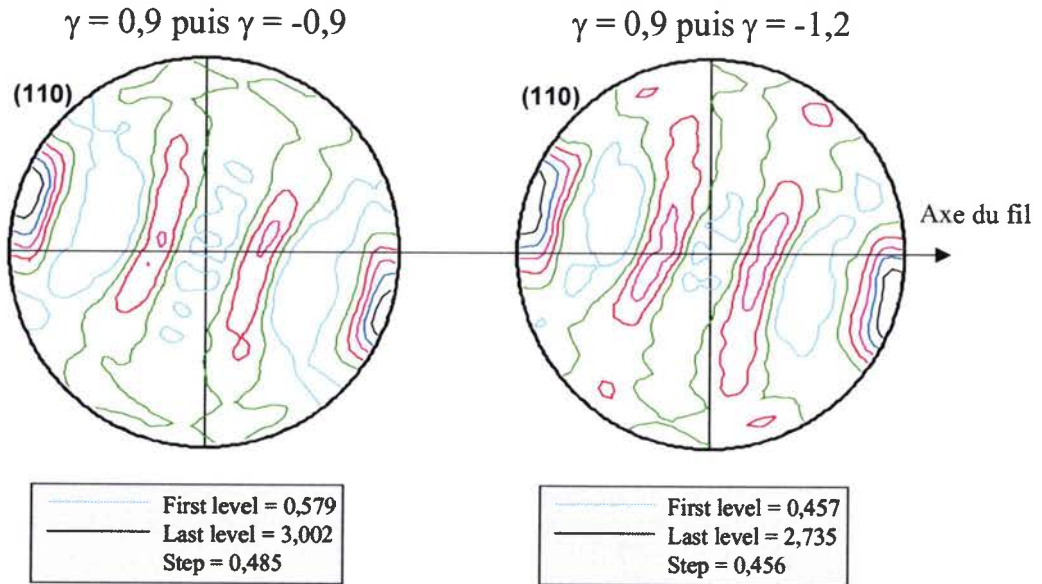 γ = 0,9 puis γ = -0,9
γ = 0,9 puis γ = -1,2
(110)
(110)
Axe du fil
First level = 0,579
Last level = 3,002
Step = 0,485
First level = 0,457
Last level = 2,735
Step = 0,456